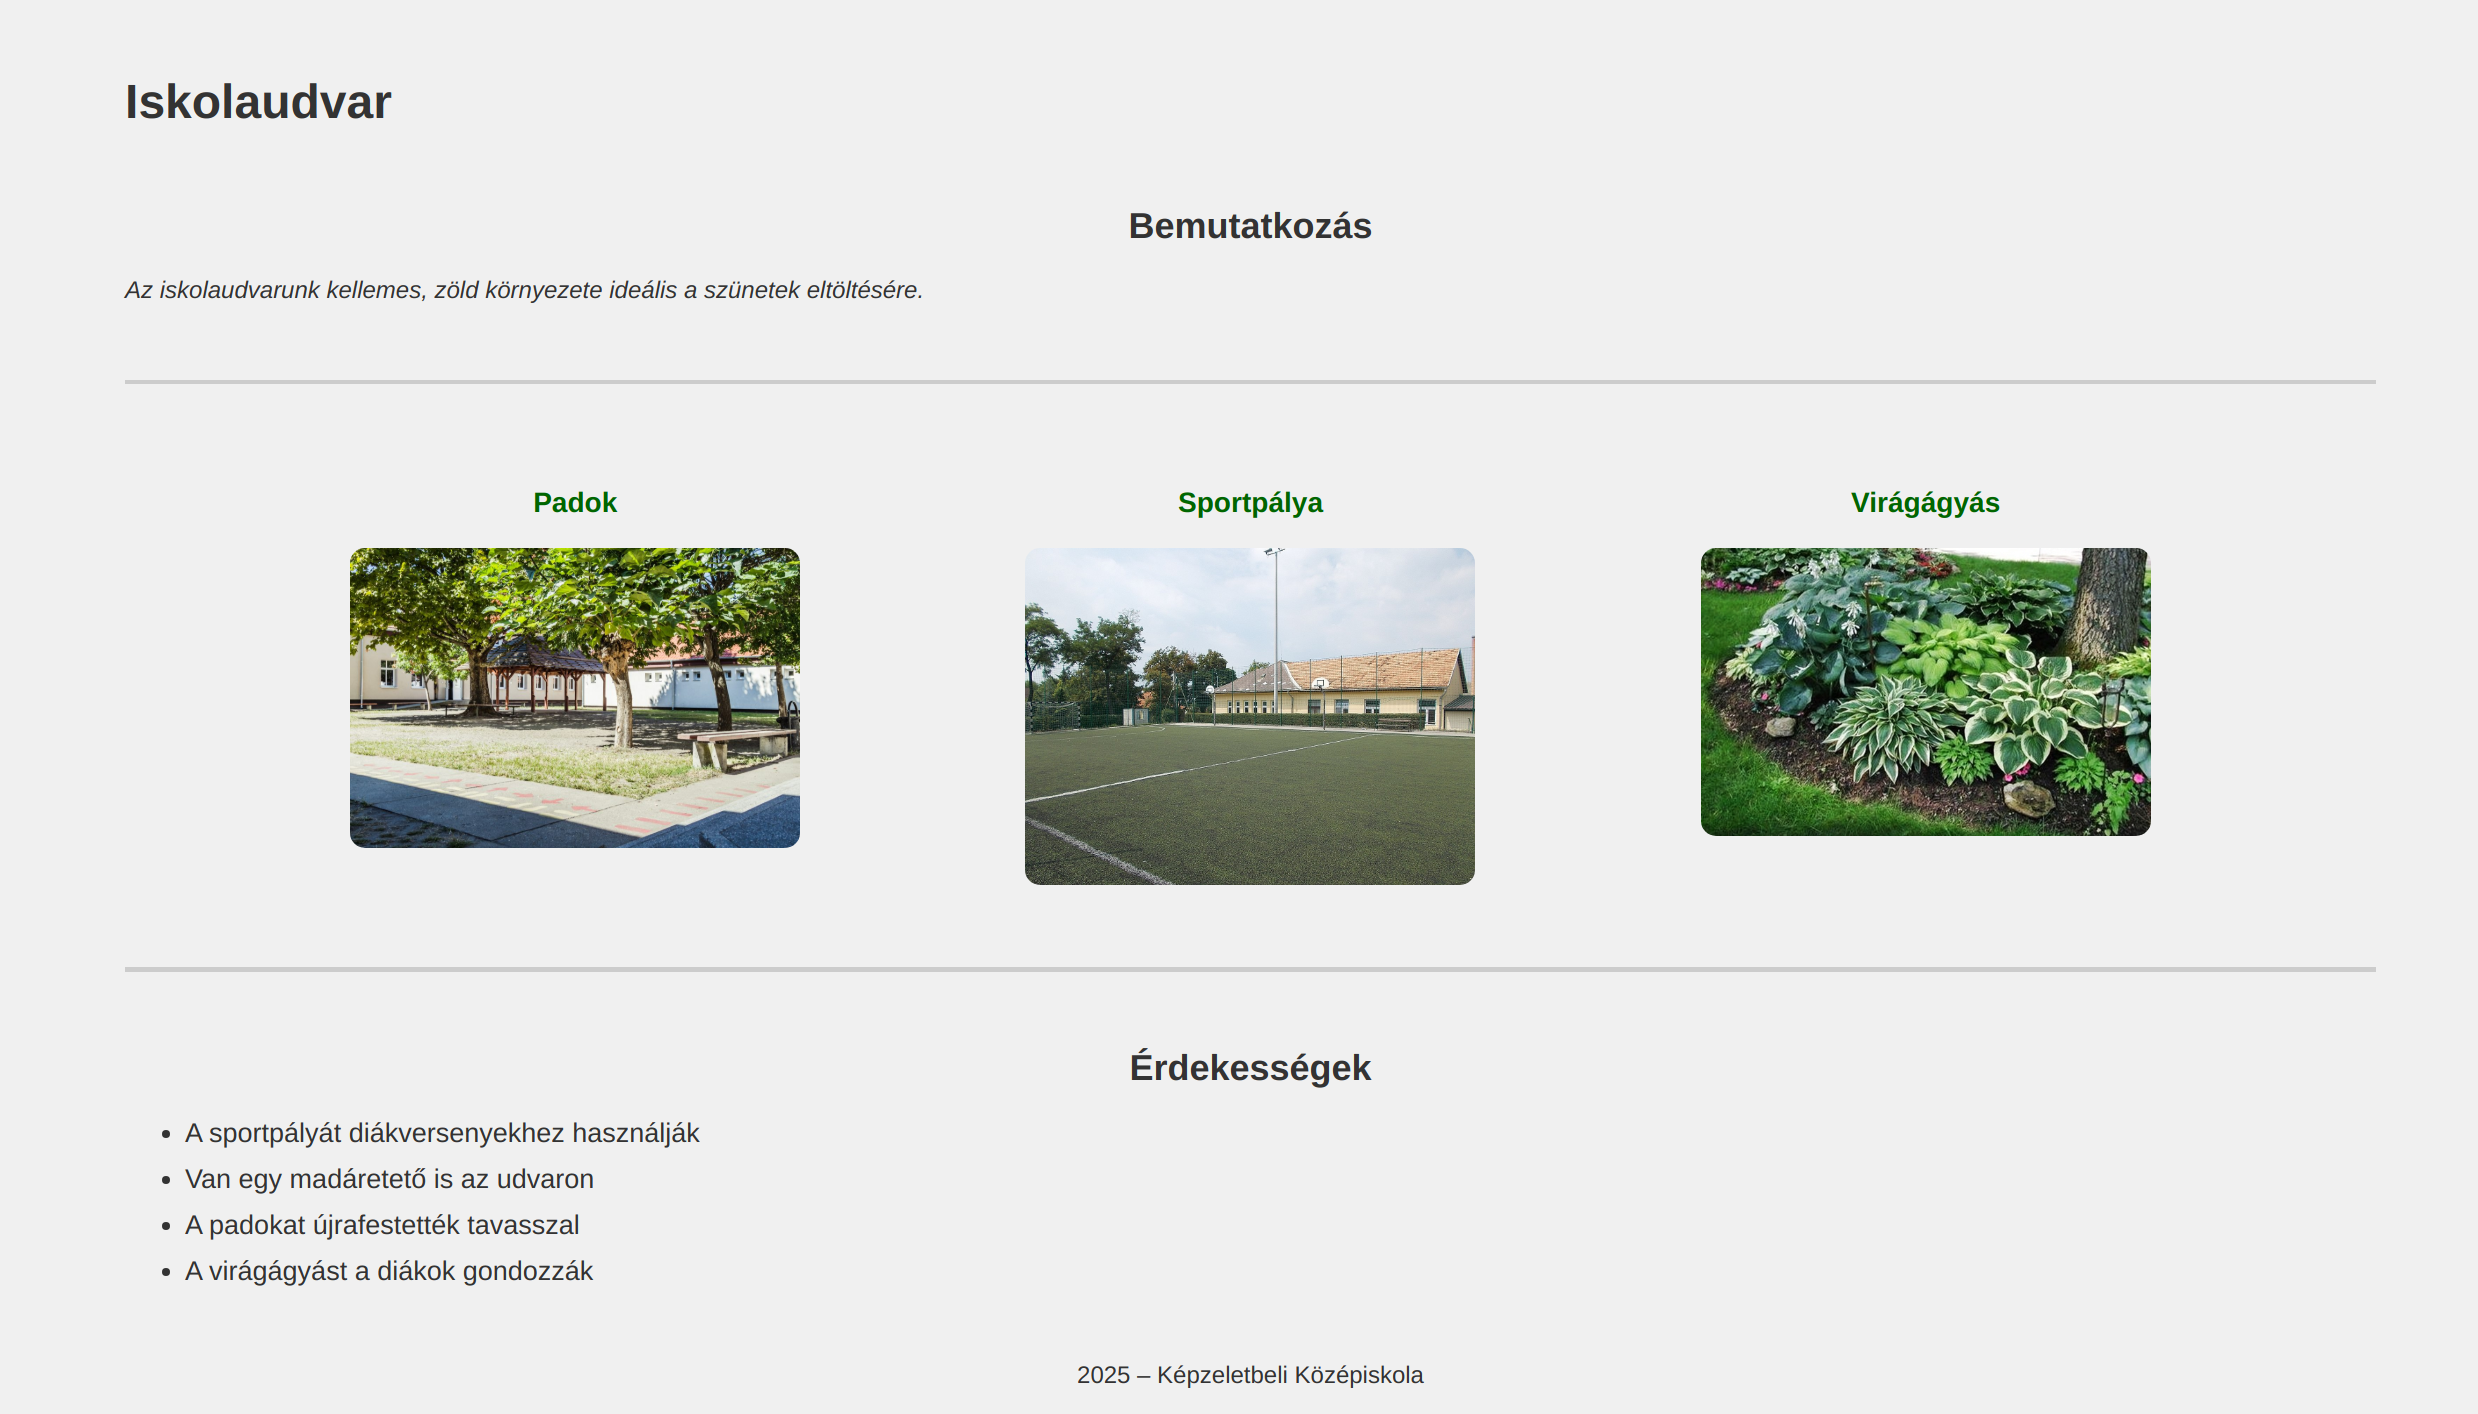 Iskolaudvar
Bemutatkozás
Az iskolaudvarunk kellemes, zöld környezete ideális a szünetek eltöltésére.
Padok
Sportpálya
Virágágyás
Érdekességek
A sportpályát diákversenyekhez használják
Van egy madáretető is az udvaron
A padokat újrafestették tavasszal
A virágágyást a diákok gondozzák
2025 – Képzeletbeli Középiskola